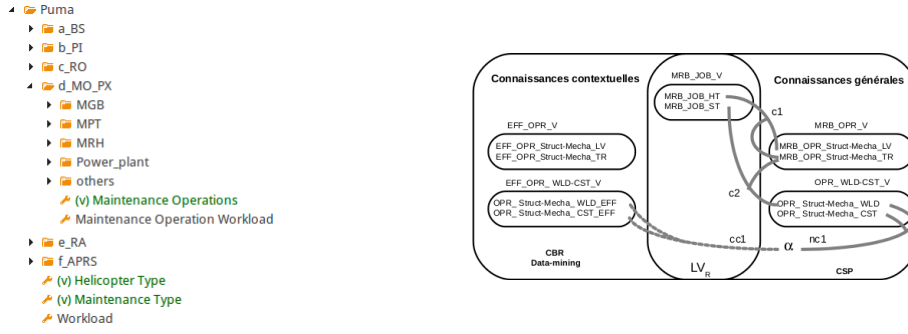 Puma
a_BS
b_PI
c_RO
d_MO_PX
MGB
MPT
MRH
Power_plant
others
(v) Maintenance Operations
Maintenance Operation Workload
e_RA
f_APRS
(v) Helicopter Type
(v) Maintenance Type
Workload
Connaissances contextuelles
EFF_OPR_V
EFF_OPR_Struct-Mecha_LV
EFF_OPR_Struct-Mecha_TR
EFF_OPR_ WLD-CST_V
OPR_ Struct-Mecha_ WLD_EFF
OPR_ Struct-Mecha_ CST_EFF
CBR
Data-mining
MRB_JOB_V
MRB_JOB_HT
MRB_JOB_ST
LV R
Connaissances générales
c1
MRB_OPR_V
MRB_OPR_Struct-Mecha_LV
MRB_OPR_Struct-Mecha_TR
c2
OPR_ WLD-CST_V
OPR_ Struct-Mecha_ WLD
OPR_ Struct-Mecha_ CST
cc1
α
nc1
CSP